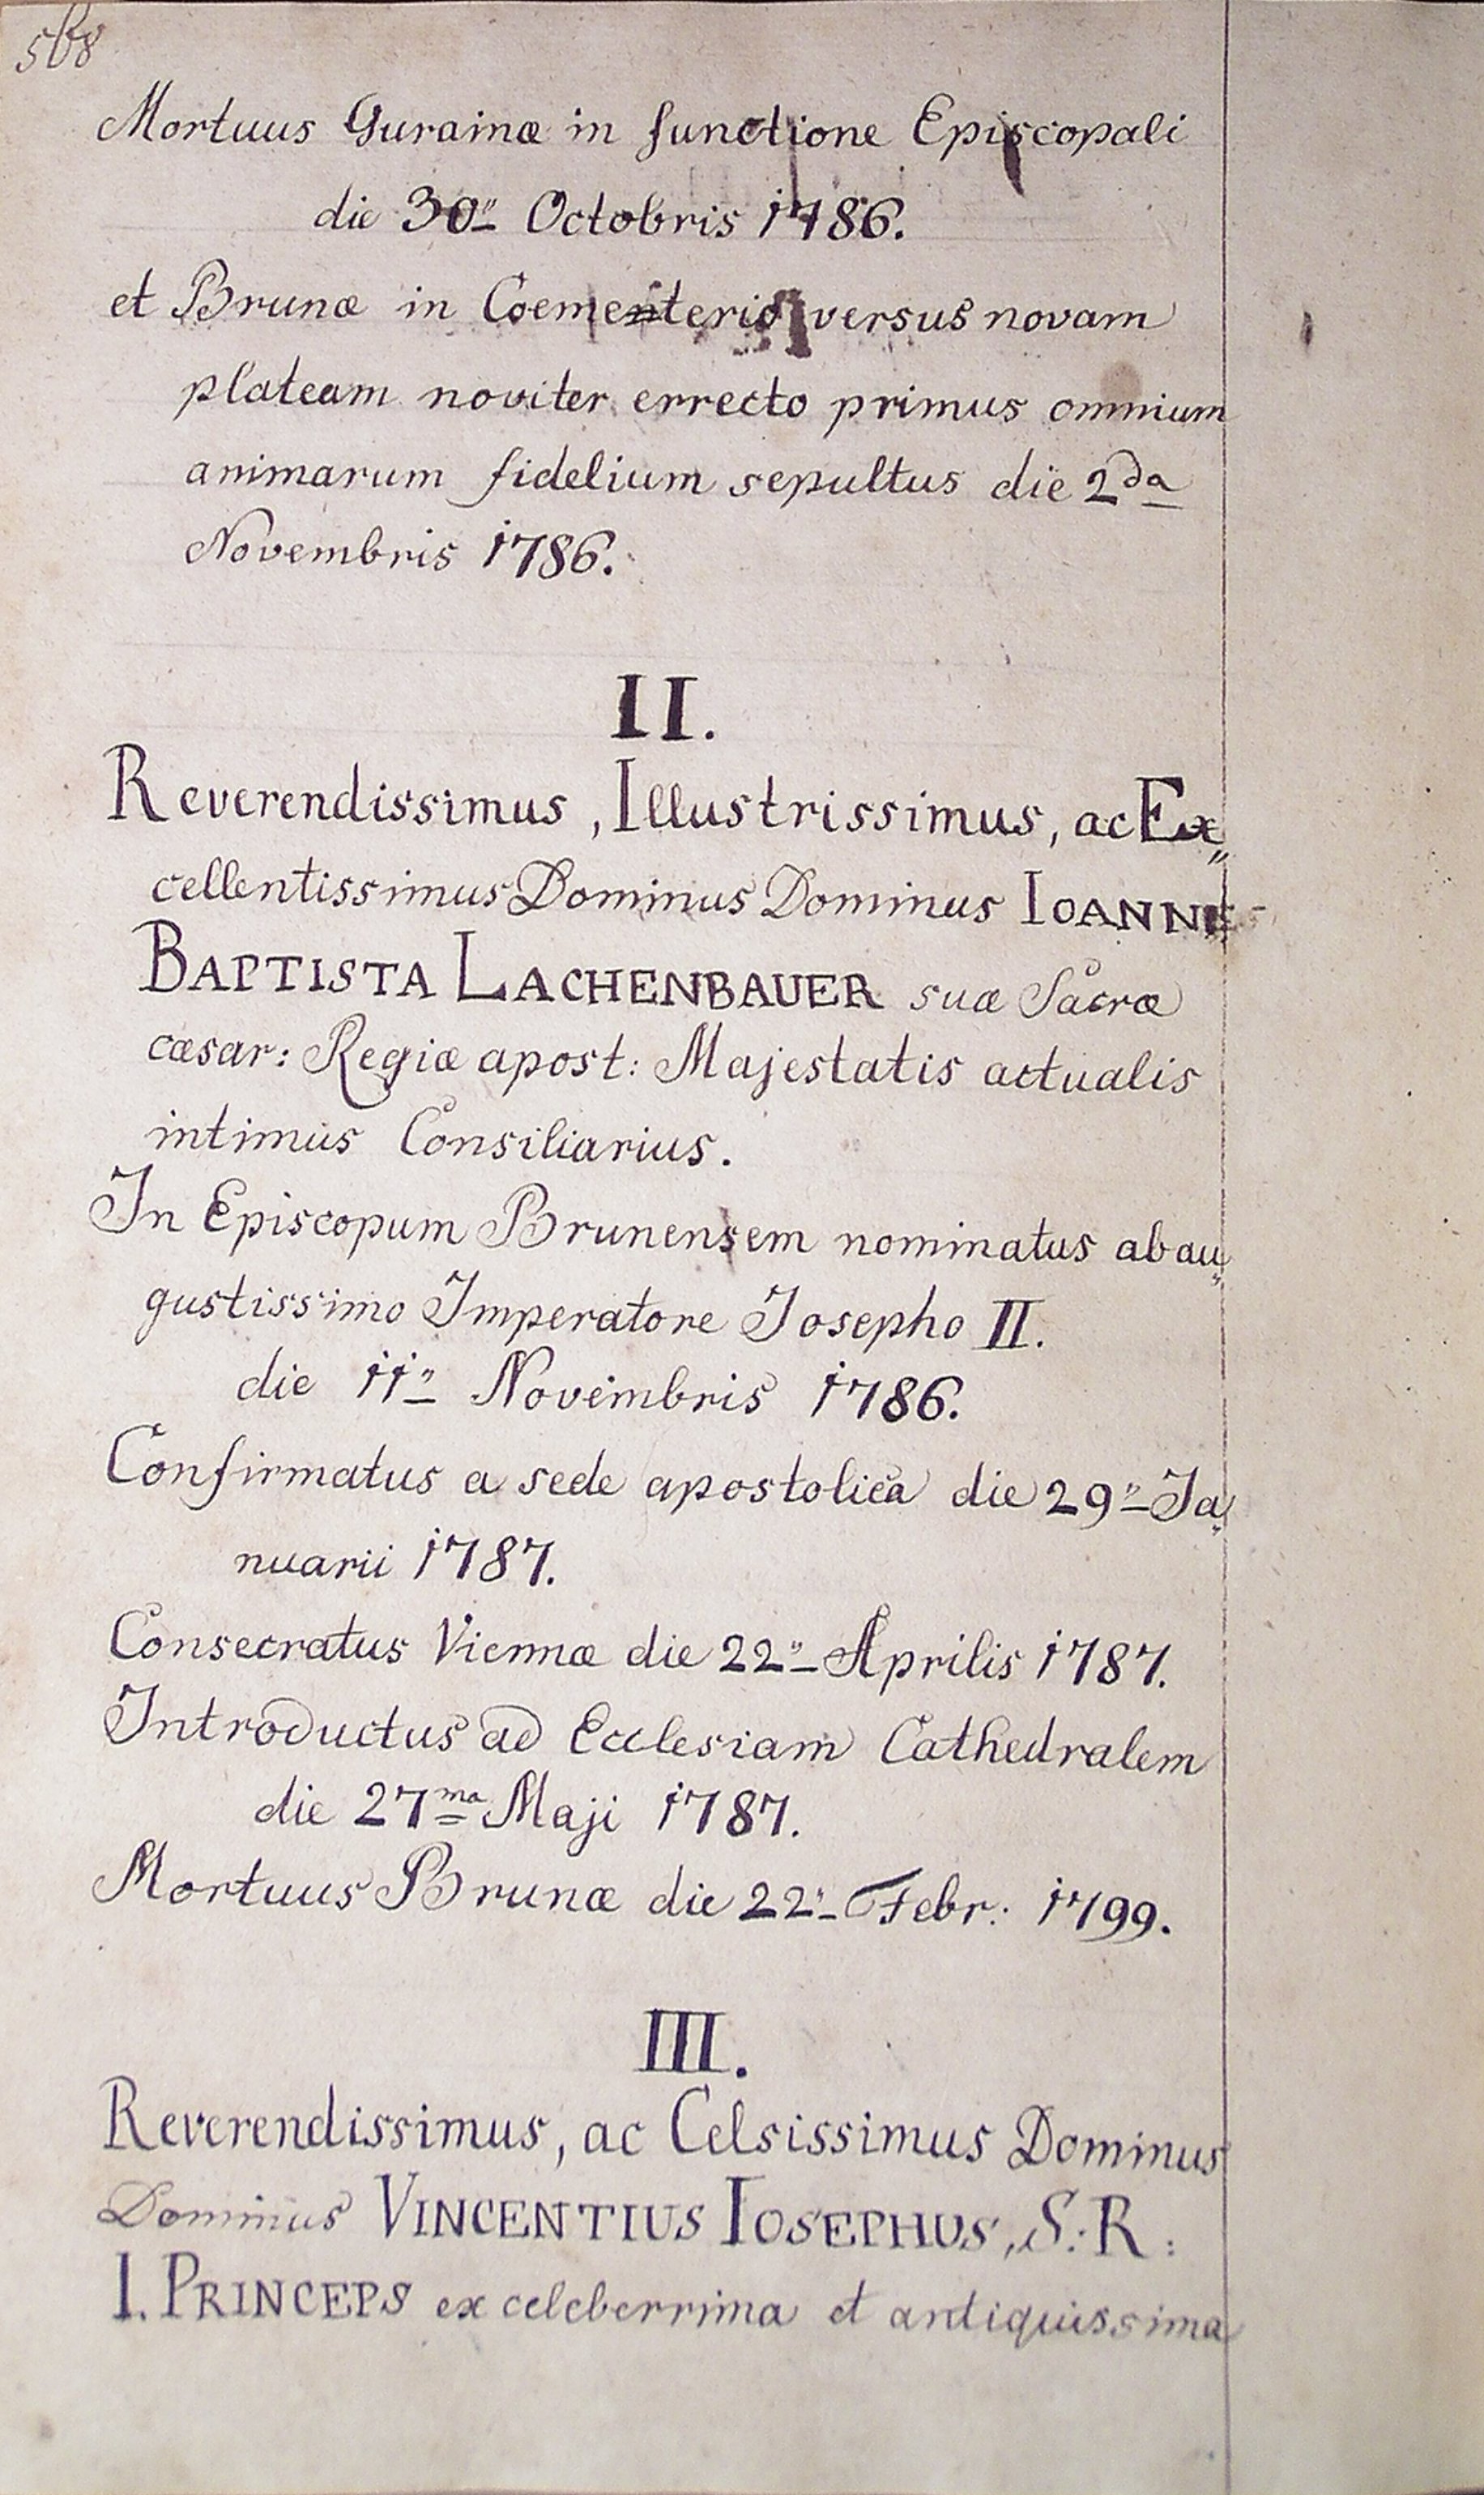 568
Mortuus Gurainæ in functione Episcopali
die 30" Octobris 1786.
et Brunæ in Coementerio versus novam
plateam noviter errecto primus omnium
animarum fidelium sepultus die 2da
Novembris 1786.
II.
Reverendissimus, Illustrissimus, ac Ex„
cellentissimus Dominus Dominus IOANNES
BAPTISTA LACHENBAUER suæ Sacræ
cæsar: Regiæ apost: Majestatis actualis
intimus Consiliarius.
In Episcopum Brunensem nominatus ab au„
gustissimo Imperatore Josepho II.
die 11" Novembris 1786.
Confirmatus a sede apostolica die 29" Ja„
nuarii 1787.
Consecratus Viennæ die 22" Aprilis 1787.
Introductus ad Ecclesiam Cathedralem
die 27ma Maji 1787.
Mortuus Brunæ die 22" Febr: 1799.
III.
Reverendissimus, ac Celsissimus Dominus
Dominus VINCENTIUS IOSEPHUS, S: R:
I. PRINCEPS ex celeberrima et antiquissima